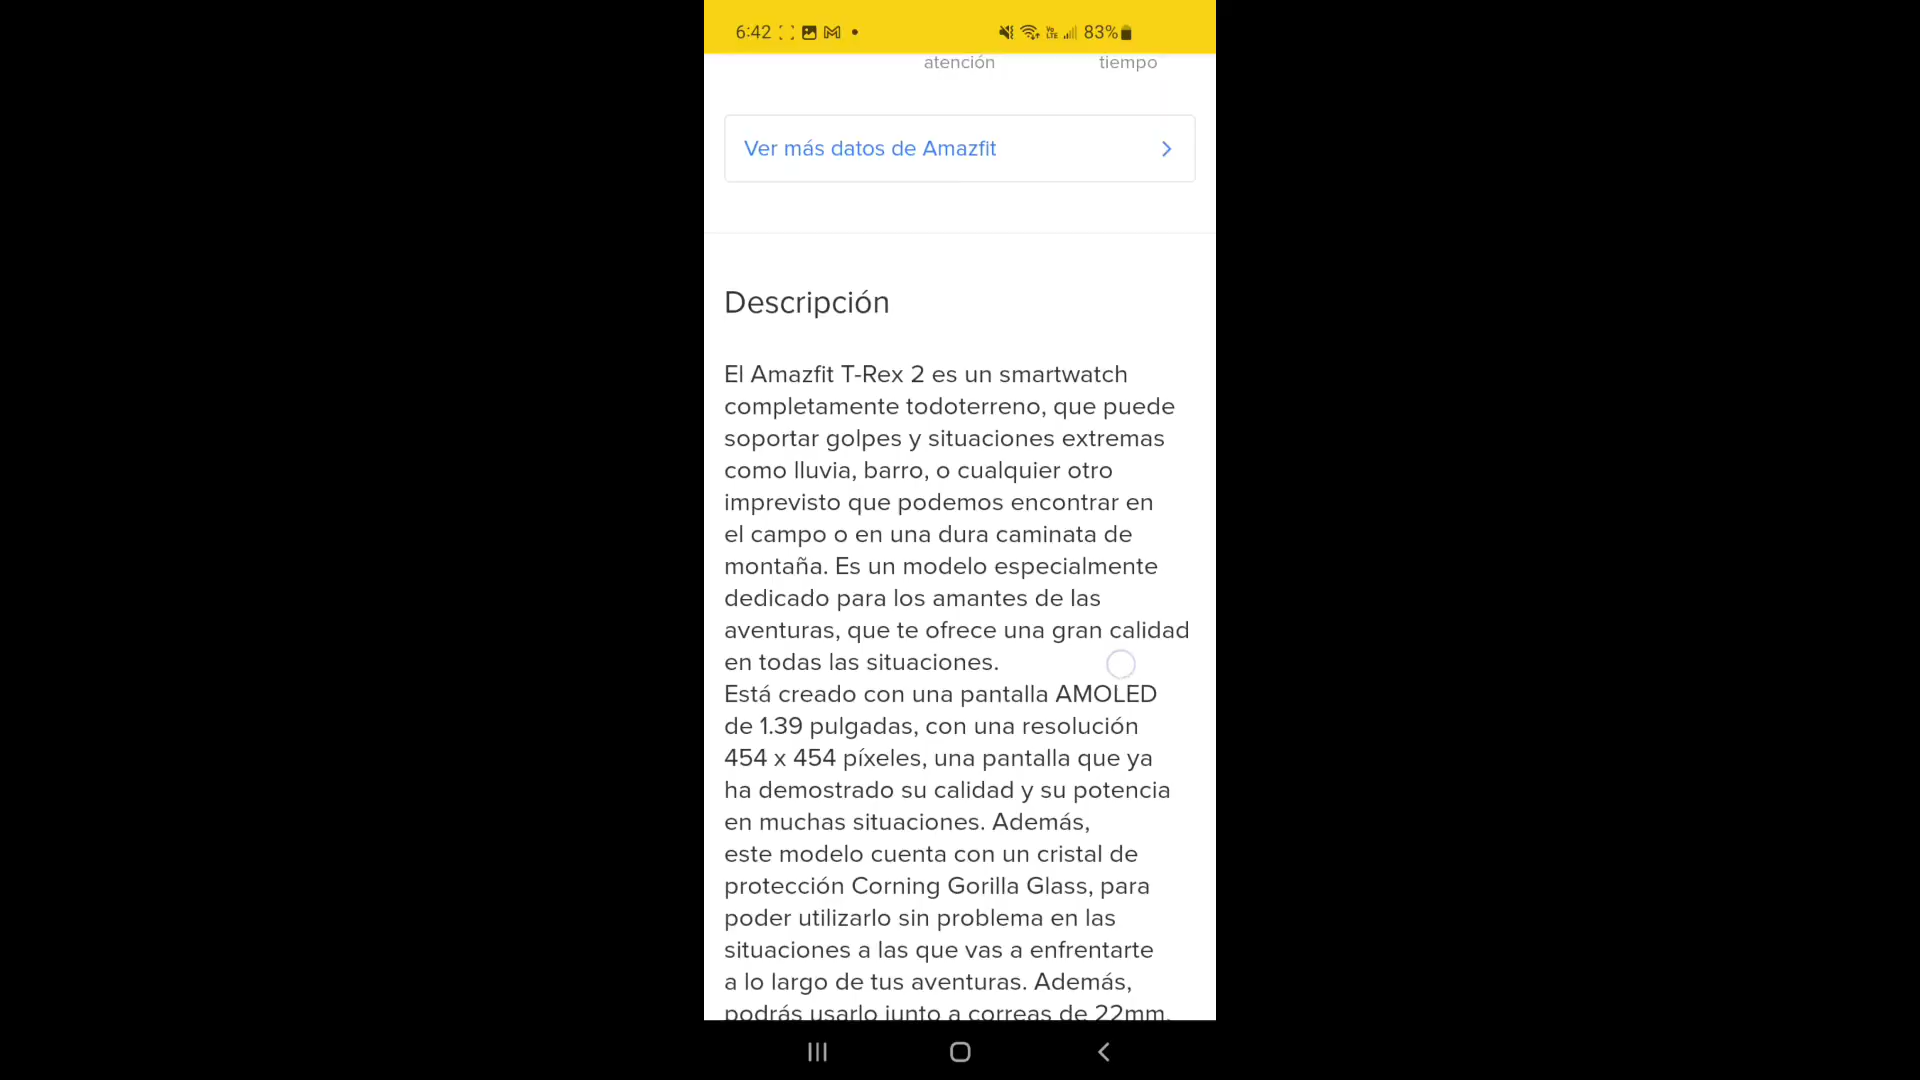 6:42
83%
atención tiempo
Ver más datos de Amazfit
Descripción
El Amazfit T-Rex 2 es un smartwatch
completamente todoterreno, que puede
soportar golpes y situaciones extremas
como lluvia, barro, o cualquier otro
imprevisto que podemos encontrar en
el campo o en una dura caminata de
montaña. Es un modelo especialmente
dedicado para los amantes de las
aventuras, que te ofrece una gran calidad
en todas las situaciones.
Está creado con una pantalla AMOLED
de 1.39 pulgadas, con una resolución
454 x 454 píxeles, una pantalla que ya
ha demostrado su calidad y su potencia
en muchas situaciones. Además,
este modelo cuenta con un cristal de
protección Corning Gorilla Glass, para
poder utilizarlo sin problema en las
situaciones a las que vas a enfrentarte
a lo largo de tus aventuras. Además,
podrás usarlo junto a correas de 22mm,